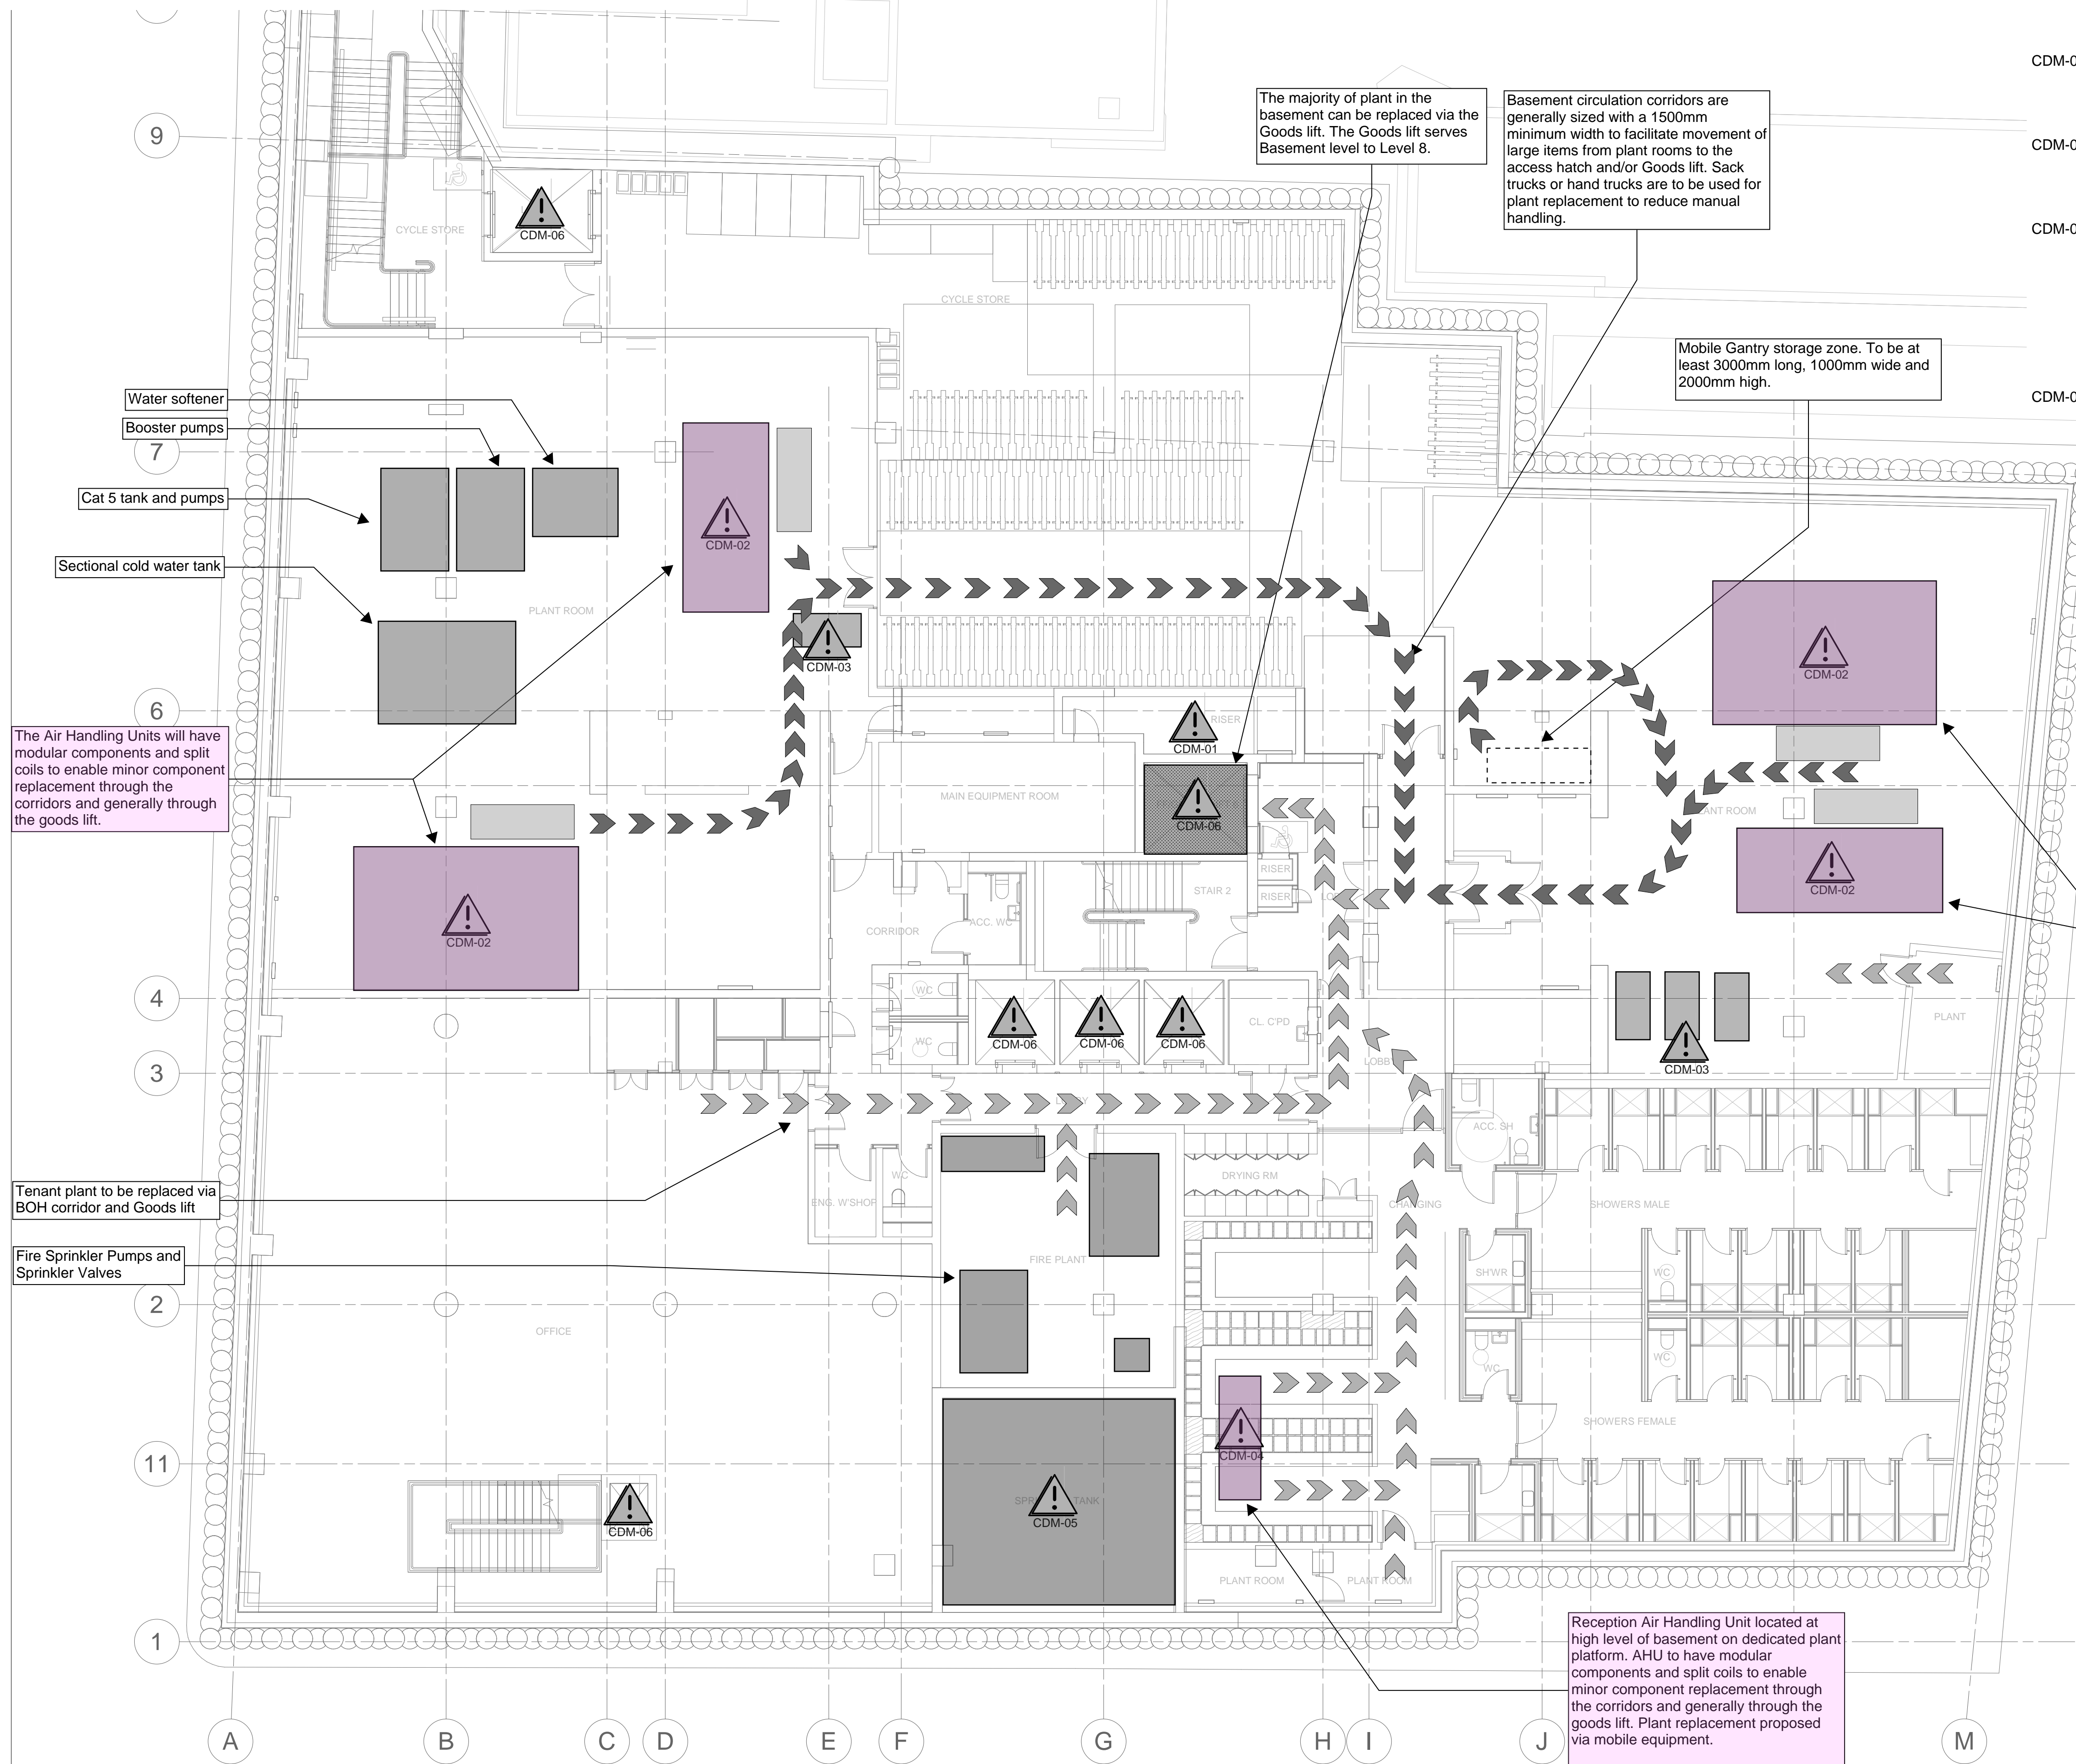 CDM-0
9
The majority of plant in the
basement can be replaced via the
Goods lift. The Goods lift serves
Basement level to Level 8.
Basement circulation corridors are
generally sized with a 1500mm
minimum width to facilitate movement of
large items from plant rooms to the
access hatch and/or Goods lift. Sack
trucks or hand trucks are to be used for
plant replacement to reduce manual
handling.
CDM-0
CYCLE STORE
CDM-06
CDM-0
CYCLE STORE
Mobile Gantry storage zone. To be at
least 3000mm long, 1000mm wide and
2000mm high.
CDM-0
Water softener
Booster pumps
7
Cat 5 tank and pumps
CDM-02
Sectional cold water tank
PLANT ROOM
CDM-03
CDM-02
6
RISER
CDM-01
The Air Handling Units will have
modular components and split
coils to enable minor component
replacement through the
corridors and generally through
the goods lift.
MAIN EQUIPMENT ROOM
CDM-06
PLANT ROOM
RISER
STAIR 2
RISER
CDM-02
ACC. WC
CORRIDOR
CDM-02
4
WC
CL. C'PD
PLANT
WC
CDM-06
CDM-06
CDM-06
LOBBY
CDM-03
3
LOBBY
ACC. SH
Tenant plant to be replaced via
BOH corridor and Goods lift
WC
ENG. W'SHOP
DRYING RM
CHANGING
SHOWERS MALE
Fire Sprinkler Pumps and
Sprinkler Valves
FIRE PLANT
SH'WR
WC
2
OFFICE
WC
WC
SHOWERS FEMALE
CDM-04
11
CDM-06
TANK
CDM-05
PLANT ROOM
PLANT ROOM
1
Reception Air Handling Unit located at
high level of basement on dedicated plant
platform. AHU to have modular
components and split coils to enable
minor component replacement through
the corridors and generally through the
goods lift. Plant replacement proposed
via mobile equipment.
A
B
C
D
E
F
G
H
I
J
M